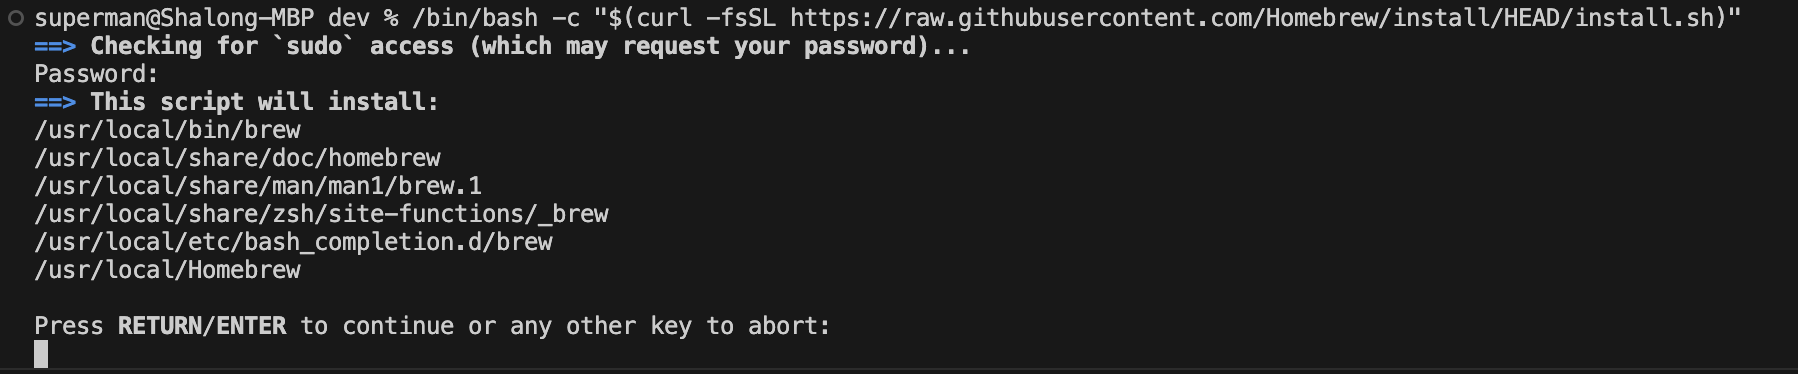 superman@Shalong-MBP dev % /bin/bash -c "$(curl -fsSL https://raw.githubusercontent.com/Homebrew/install/HEAD/install.sh)"
==> Checking for `sudo` access (which may request your password)...
Password:
==> This script will install:
/usr/local/bin/brew
/usr/local/share/doc/homebrew
/usr/local/share/man/man1/brew.1
/usr/local/share/zsh/site-functions/_brew
/usr/local/etc/bash_completion.d/brew
/usr/local/Homebrew
Press RETURN/ENTER to continue or any other key to abort: